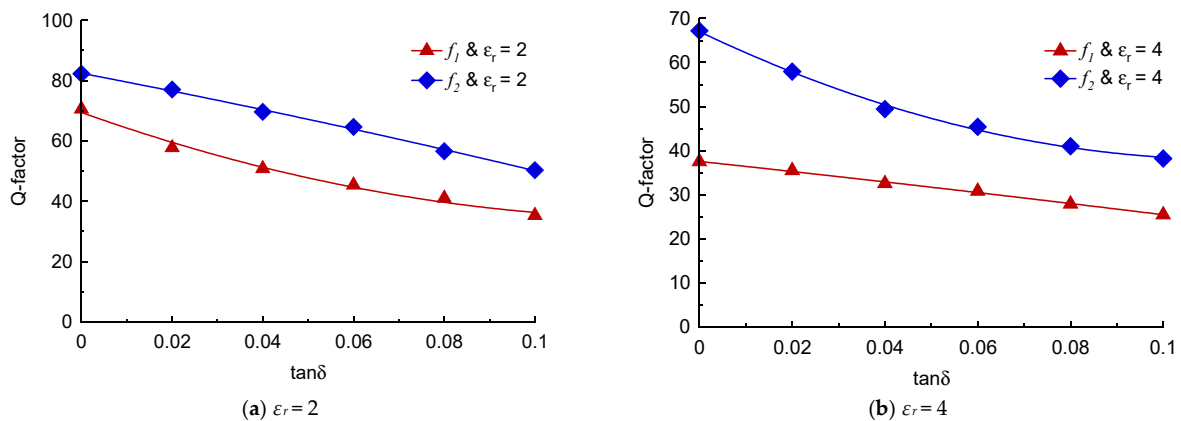 100
80
60
40
20
0
Q-factor
0 0.02 0.04 0.06 0.08 0.1
tanδ
f1 & εr = 2
f2 & εr = 2
(a) εr = 2
70
60
50
40
30
20
10
0
Q-factor
0 0.02 0.04 0.06 0.08 0.1
tanδ
f1 & εr = 4
f2 & εr = 4
(b) εr = 4